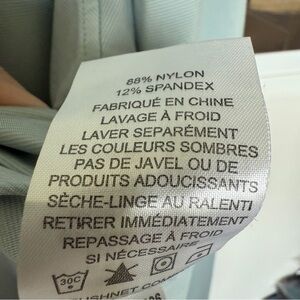 88% NYLON
12% SPANDEX
FABRIQUÉ EN CHINE
LAVAGE À FROID
LAVER SEPARÉMENT
LES COULEURS SOMBRES
PAS DE JAVEL OU DE
PRODUITS ADOUCISSANTS
SÈCHE-LINGE AU RALENTI
RETIRER IMMÉDIATEMENT
REPASSAGE À FROID
SI NÉCESSAIRE
30C